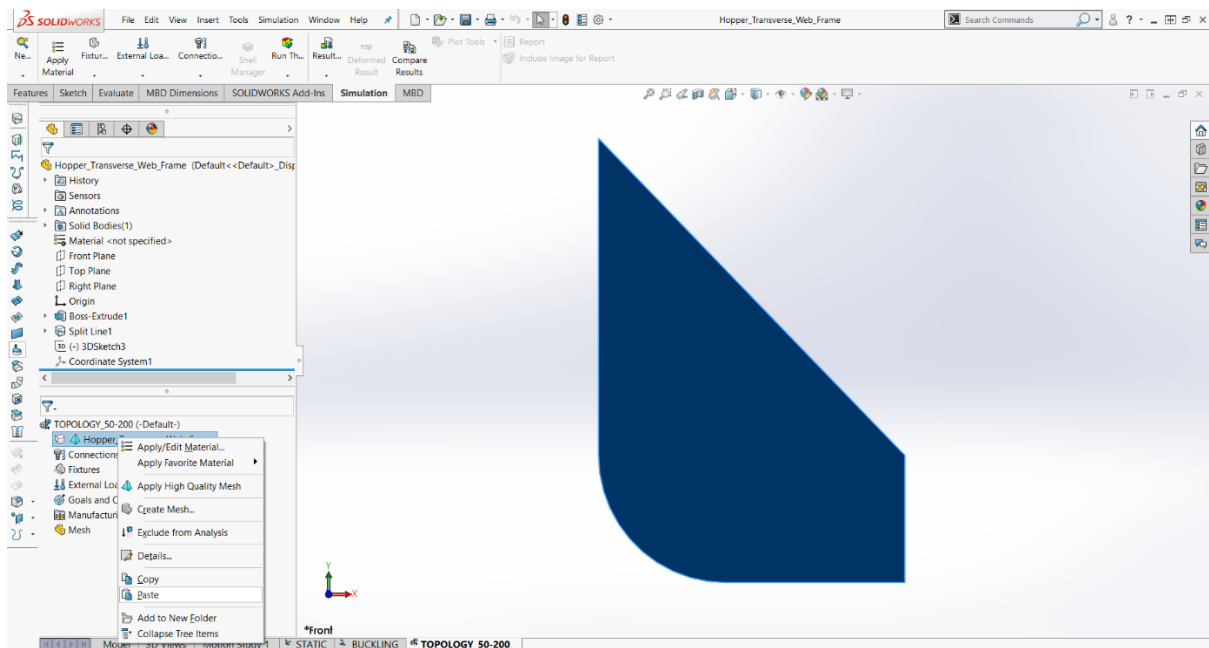 SOLIDWORKS File Edit View Insert Tools Simulation Window Help Hopper_Transverse_Web_Frame Search Commands
Ne... Apply Material Fixtur... External Loa... Connectio... Shell Manager Run Th... Result... Deformed Result Compare Results Plot Tools Report
Include Image for Report
Features Sketch Evaluate MBD Dimensions SOLIDWORKS Add-Ins Simulation MBD
Hopper_Transverse_Web_Frame (Default<<Default>_Disp
History
Sensors
Annotations
Solid Bodies(1)
Material <not specified>
Front Plane
Top Plane
Right Plane
Origin
Boss-Extrude1
Split Line1
3D (-) 3DSketch3
Coordinate System1
TOPOLOGY_50-200 (-Default-)
Hopper_
Connections
Fixtures
External Loa
Goals and C
Manufacturi
Mesh
Apply/Edit Material...
Apply Favorite Material
Apply High Quality Mesh
Create Mesh...
Exclude from Analysis
Details...
Copy
Paste
Add to New Folder
Collapse Tree Items
Y
X
*Front
Model 3D Views Motion Study 1 STATIC BUCKLING TOPOLOGY_50-200